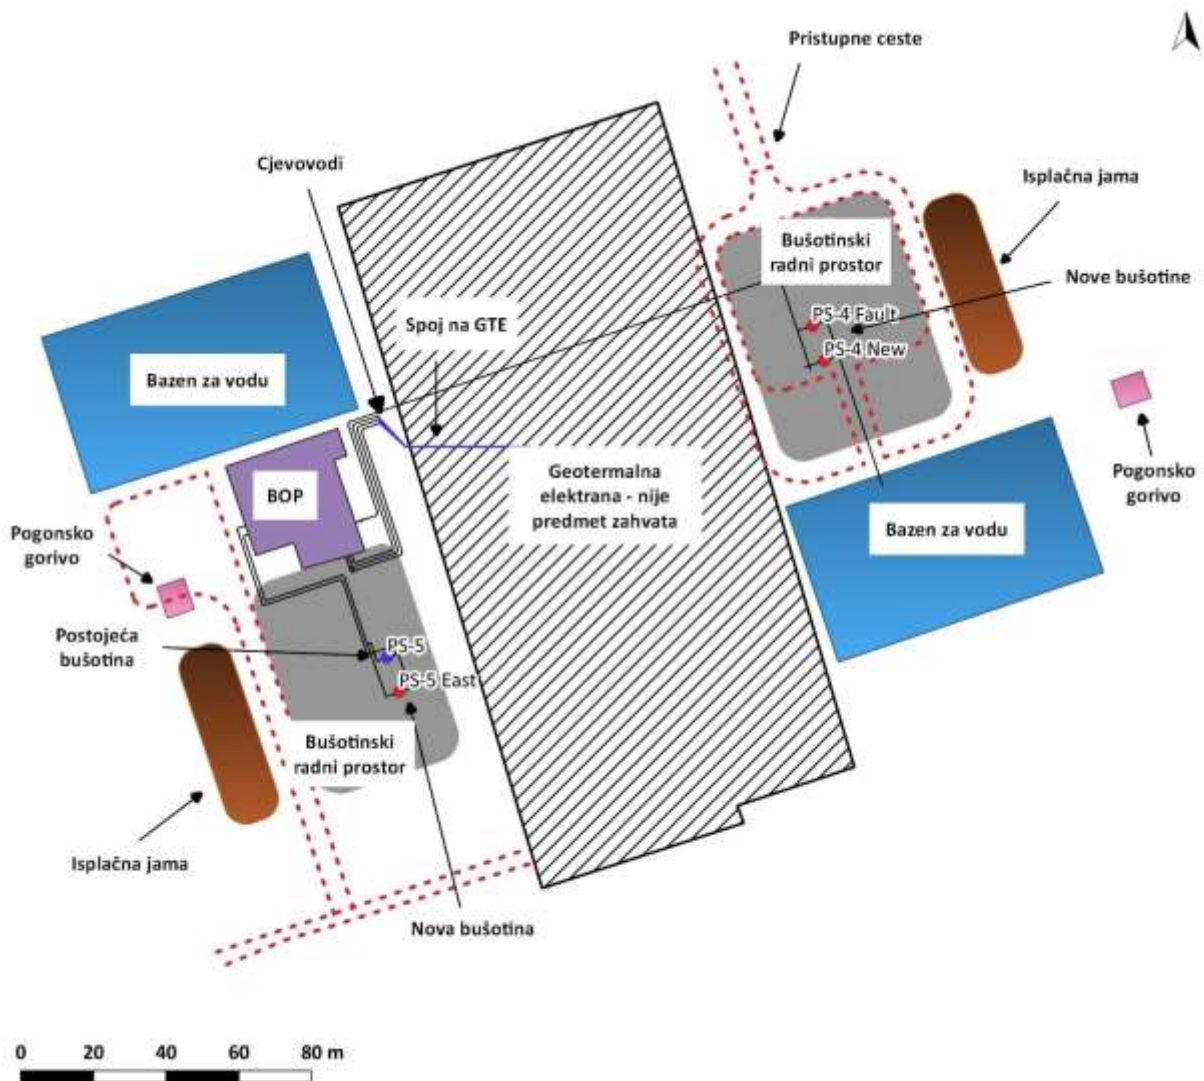 Pristupne ceste
Cjevovodi
Isplačna jama
Bušotinski
radni prostor
Nove bušotine
Spoj na GTE
PS-4 Fault
PS-4 New
Bazen za vodu
Geotermalna
elektrana - nije
predmet zahvata
Pogonsko
gorivo
BOP
Bazen za vodu
Pogonsko
gorivo
Postojeća
bušotina
PS-5
PS-5 East
Bušotinski
radni prostor
Isplačna jama
Nova bušotina
0 20 40 60 80 m